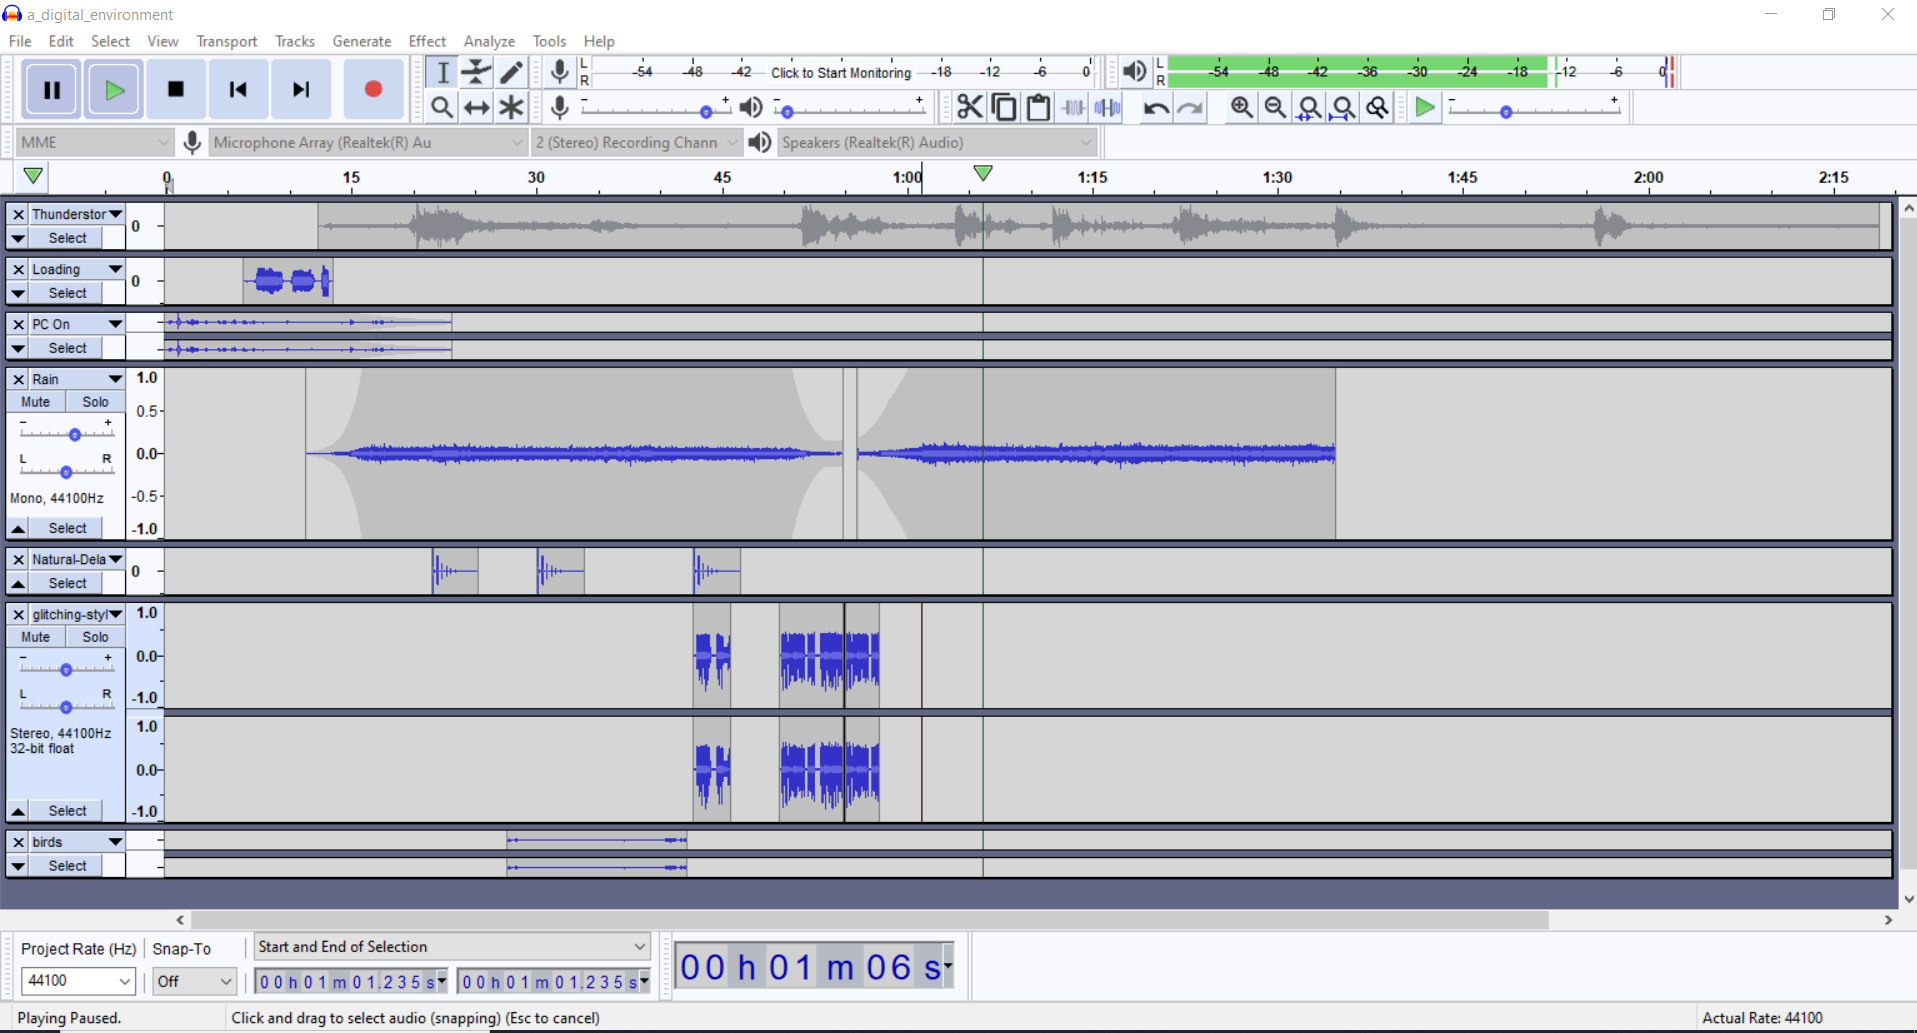 a_digital_environment
File Edit Select View Transport Tracks Generate Effect Analyze Tools Help
L R -54 -48 -42 Click to Start Monitoring -18 -12 -6 0
L R -54 -48 -42 -36 -30 -24 -18 -12 -6 0
- + - + - +
MME Microphone Array (Realtek(R) Au 2 (Stereo) Recording Chann Speakers (Realtek(R) Audio)
0 15 30 45 1:00 1:15 1:30 1:45 2:00 2:15
Thunderstor 0
Select
Loading 0
Select
PC On
Select
Rain 1.0
Mute Solo 0.5
- +
L R 0.0
Mono, 44100Hz -0.5
Select -1.0
Natural-Dela 0
Select
glitching-styl 1.0
Mute Solo
- + 0.0
L R -1.0
1.0
Stereo, 44100Hz
32-bit float
0.0
Select -1.0
birds
Select
Project Rate (Hz) Snap-To Start and End of Selection
44100 Off 00 h 01 m 01.235 s 00 h 01 m 01.235 s
00 h 01 m 06 s
Playing Paused. Click and drag to select audio (snapping) (Esc to cancel) Actual Rate: 44100